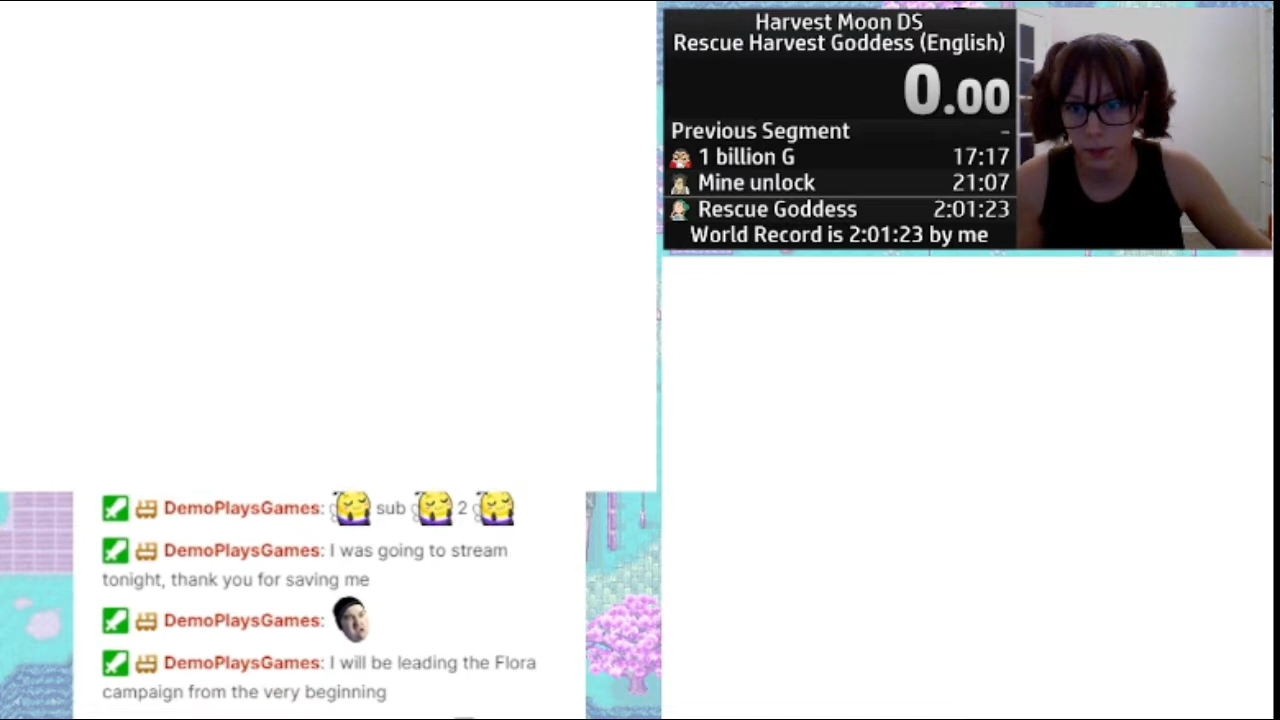 Harvest Moon DS
Rescue Harvest Goddess (English)
0.00
Previous Segment –
1 billion G 17:17
Mine unlock 21:07
Rescue Goddess 2:01:23
World Record is 2:01:23 by me
DemoPlaysGames: sub 2
DemoPlaysGames: I was going to stream
tonight, thank you for saving me
DemoPlaysGames:
DemoPlaysGames: I will be leading the Flora
campaign from the very beginning